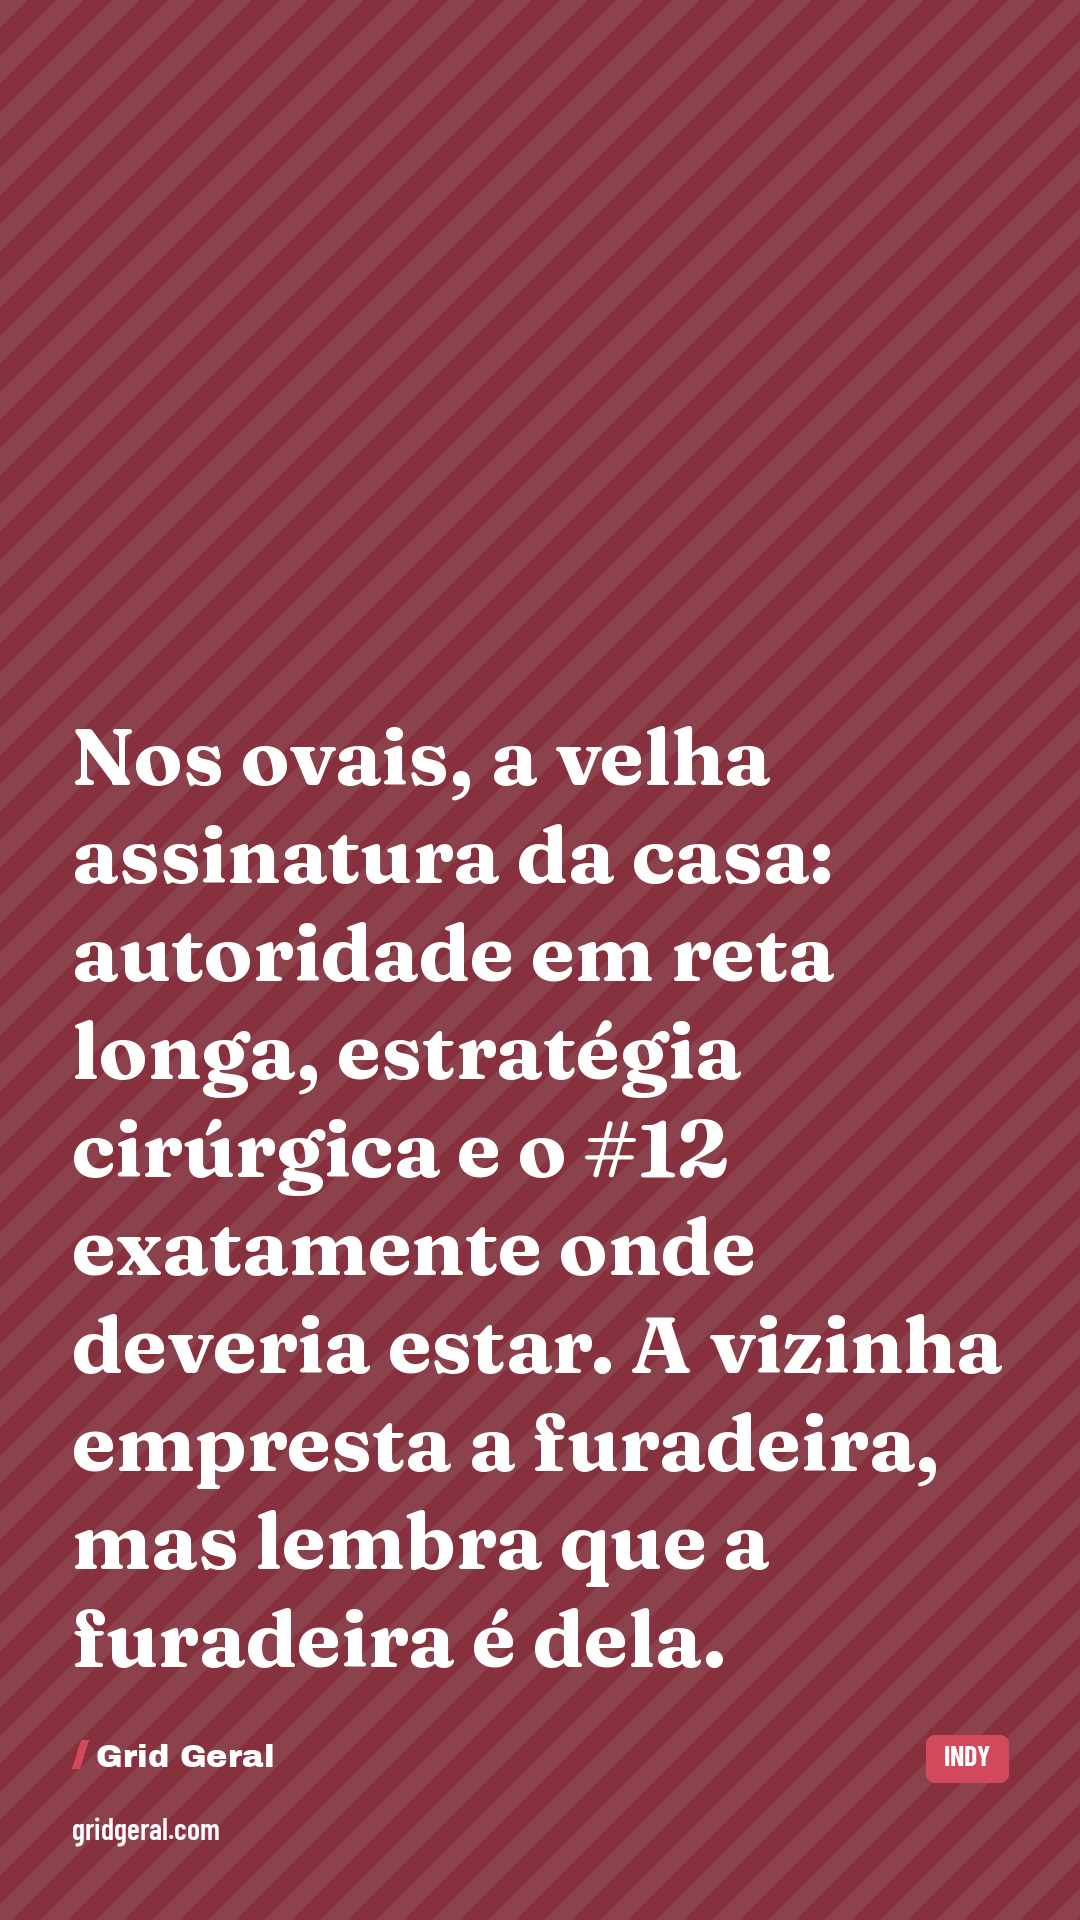 Nos ovais, a velha
assinatura da casa:
autoridade em reta
longa, estratégia
cirúrgica e o #12
exatamente onde
deveria estar. A vizinha
empresta a furadeira,
mas lembra que a
furadeira é dela.
/ Grid Geral
INDY
gridgeral.com